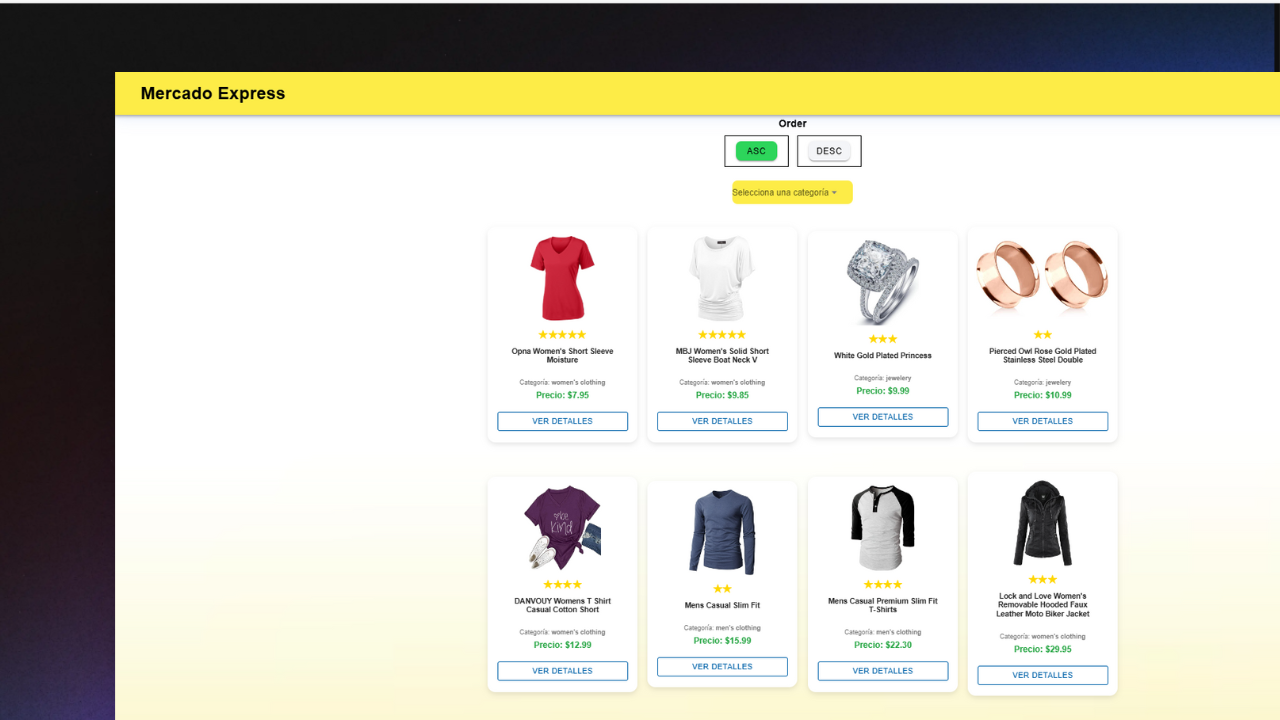 Mercado Express
Order
ASC
DESC
Selecciona una categoría
Opna Women's Short Sleeve
Moisture
Categoría: women's clothing
Precio: $7.95
VER DETALLES
MBJ Women's Solid Short
Sleeve Boat Neck V
Categoría: women's clothing
Precio: $9.85
VER DETALLES
White Gold Plated Princess
Categoría: jewelery
Precio: $9.99
VER DETALLES
Pierced Owl Rose Gold Plated
Stainless Steel Double
Categoría: jewelery
Precio: $10.99
VER DETALLES
be
kind
DANVOUY Womens T Shirt
Casual Cotton Short
Categoría: women's clothing
Precio: $12.99
VER DETALLES
Mens Casual Slim Fit
Categoría: men's clothing
Precio: $15.99
VER DETALLES
Mens Casual Premium Slim Fit
T-Shirts
Categoría: men's clothing
Precio: $22.30
VER DETALLES
Lock and Love Women's
Removable Hooded Faux
Leather Moto Biker Jacket
Categoría: women's clothing
Precio: $29.95
VER DETALLES